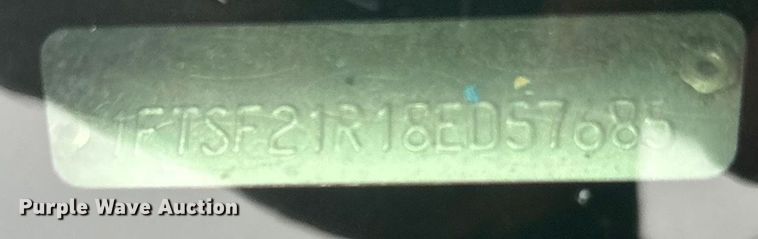 1FTSF21R18ED57685
Purple Wave Auction